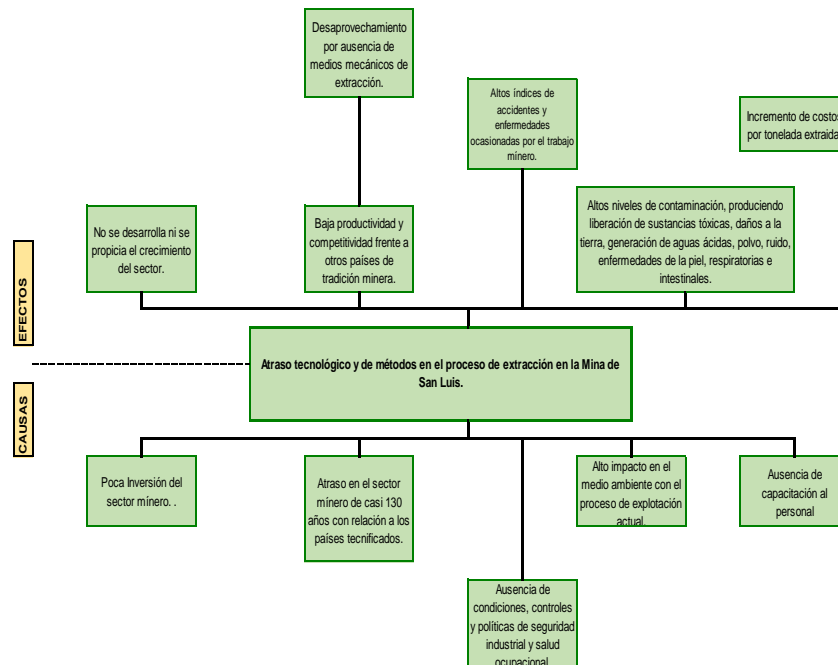 Desaprovechamiento
por ausencia de
medios mecánicos de
extracción.
Altos índices de
accidentes y
enfermedades
ocasionadas por el trabajo
mínero.
Incremento de costos
por tonelada extraida
No se desarrolla ni se
propicia el crecimiento
del sector.
Baja productividad y
competitividad frente a
otros países de
tradición minera.
Altos niveles de contaminación, produciendo
liberación de sustancias tóxicas, daños a la
tierra, generación de aguas ácidas, polvo, ruido,
enfermedades de la piel, respiratorias e
intestinales.
EFECTOS
Atraso tecnológico y de métodos en el proceso de extracción en la Mina de
San Luis.
CAUSAS
Poca Inversión del
sector mínero. .
Atraso en el sector
mínero de casi 130
años con relación a los
países tecnificados.
Alto impacto en el
medio ambiente con el
proceso de explotación
actual.
Ausencia de
capacitación al
personal
Ausencia de
condiciones, controles
y políticas de seguridad
industrial y salud
ocupacional